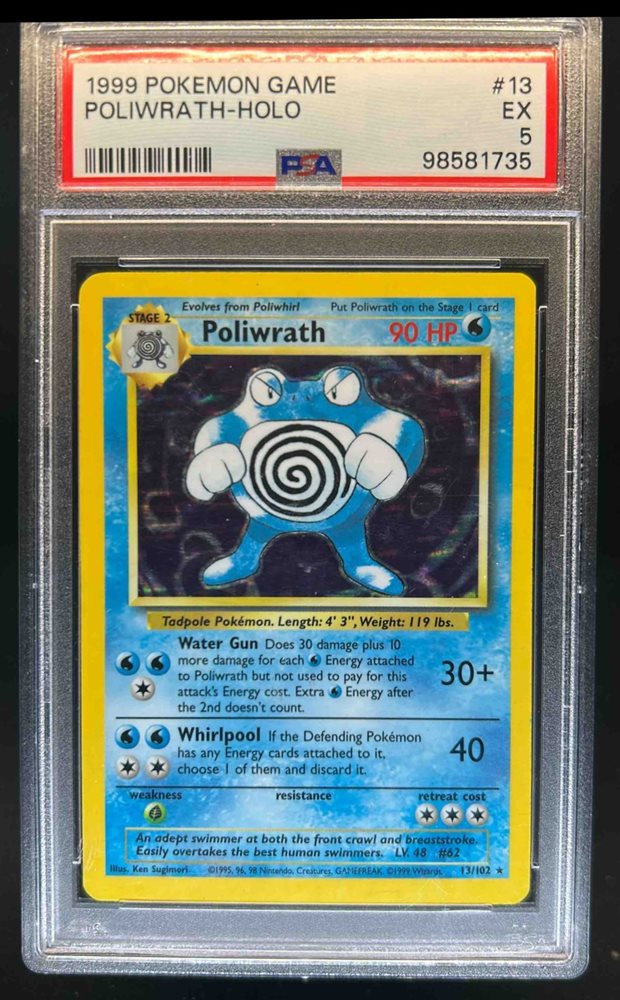 1999 POKEMON GAME #13
POLIWRATH-HOLO EX
5
PSA 98581735
Evolves from Poliwhirl Put Poliwrath on the Stage 1 card
STAGE 2
Poliwrath 90 HP
Tadpole Pokémon. Length: 4' 3", Weight: 119 lbs.
Water Gun Does 30 damage plus 10
more damage for each Energy attached
to Poliwrath but not used to pay for this
attack's Energy cost. Extra Energy after
the 2nd doesn't count.
30+
Whirlpool If the Defending Pokémon
has any Energy cards attached to it,
choose 1 of them and discard it.
40
weakness resistance retreat cost
An adept swimmer at both the front crawl and breaststroke.
Easily overtakes the best human swimmers. LV. 48 #62
Illus. Ken Sugimori ©1995, 96, 98 Nintendo, Creatures, GAMEFREAK. ©1999 Wizards. 13/102 ★